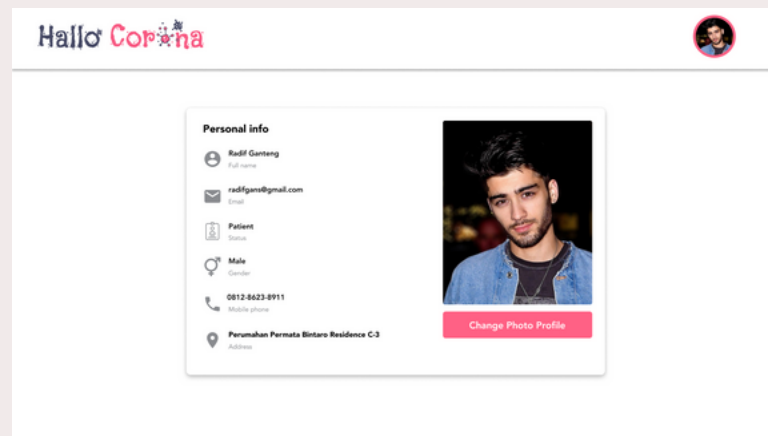 Hallo Corona
Personal info
Radif Ganteng
Full name
radifgans@gmail.com
Email
Patient
Status
Male
Gender
0812-8623-8911
Mobile phone
Perumahan Permata Bintaro Residence C-3
Address
Change Photo Profile